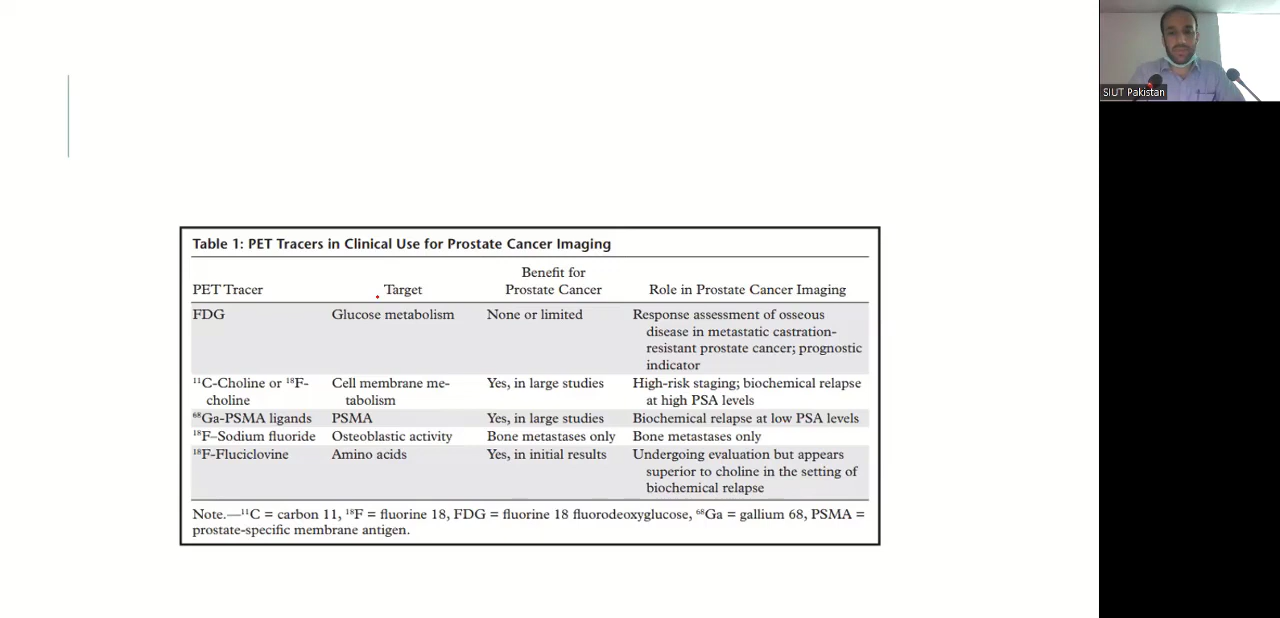 Table 1: PET Tracers in Clinical Use for Prostate Cancer Imaging
PET Tracer Target Benefit for Prostate Cancer Role in Prostate Cancer Imaging
FDG Glucose metabolism None or limited Response assessment of osseous
disease in metastatic castration-
resistant prostate cancer; prognostic
indicator
¹¹C-Choline or ¹⁸F- Cell membrane me- Yes, in large studies High-risk staging; biochemical relapse
choline tabolism at high PSA levels
⁶⁸Ga-PSMA ligands PSMA Yes, in large studies Biochemical relapse at low PSA levels
¹⁸F–Sodium fluoride Osteoblastic activity Bone metastases only Bone metastases only
¹⁸F-Fluciclovine Amino acids Yes, in initial results Undergoing evaluation but appears
superior to choline in the setting of
biochemical relapse
Note.—¹¹C = carbon 11, ¹⁸F = fluorine 18, FDG = fluorine 18 fluorodeoxyglucose, ⁶⁸Ga = gallium 68, PSMA =
prostate-specific membrane antigen.
SIUT Pakistan